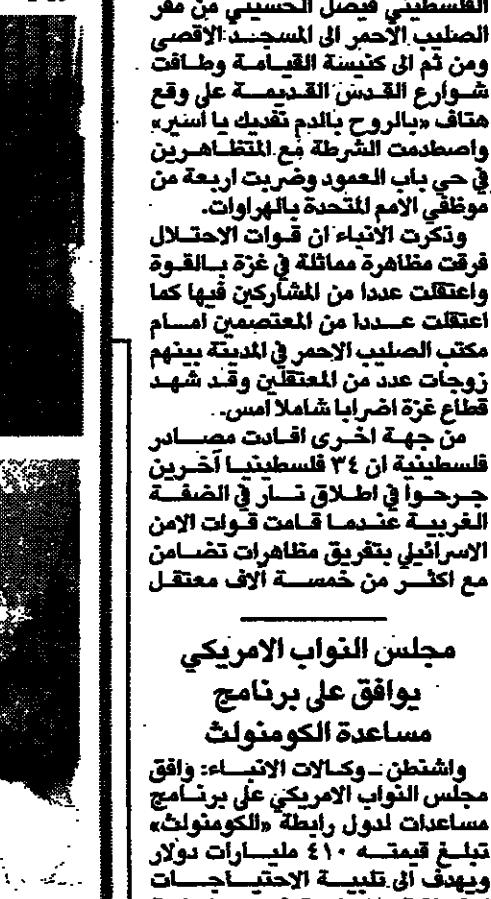 الفلسطيني فيصل الحسيني من مقر
الصليب الاحمر الى المسجد الاقصى
ومن ثم الى كنيسة القيامة وطافت
شوارع القدس القديمة على وقع
هتاف «بالروح بالدم نفديك يا اسير»
واصطدمت الشرطة مع المتظاهرين
في حي باب العمود وضربت اربعة من
موظفي الامم المتحدة بالهراوات.
وذكرت الانباء ان قوات الاحتلال
فرقت مظاهرة مماثلة في غزة بالقوة
واعتقلت عددا من المشاركين فيها كما
اعتقلت عددا من المعتصمين امام
مكتب الصليب الاحمر في المدينة بينهم
زوجات عدد من المعتقلين وقد شهد
قطاع غزة اضرابا شاملا امس.
من جهة اخرى افادت مصادر
فلسطينية ان ٣٤ فلسطينيا آخرين
جرحوا في اطلاق نار في الضفة
الغربية عندما قامت قوات الامن
الاسرائيلي بتفريق مظاهرات تضامن
مع اكثر من خمسة آلاف معتقل
مجلس النواب الامريكي
يوافق على برنامج
مساعدة الكومنولث
واشنطن ـ وكالات الانباء: وافق
مجلس النواب الامريكي على برنامج
مساعدات لدول رابطة «الكومنولث»
تبلغ قيمته ٤١٠ مليارات دولار
ويهدف الى تلبية الاحتياجات